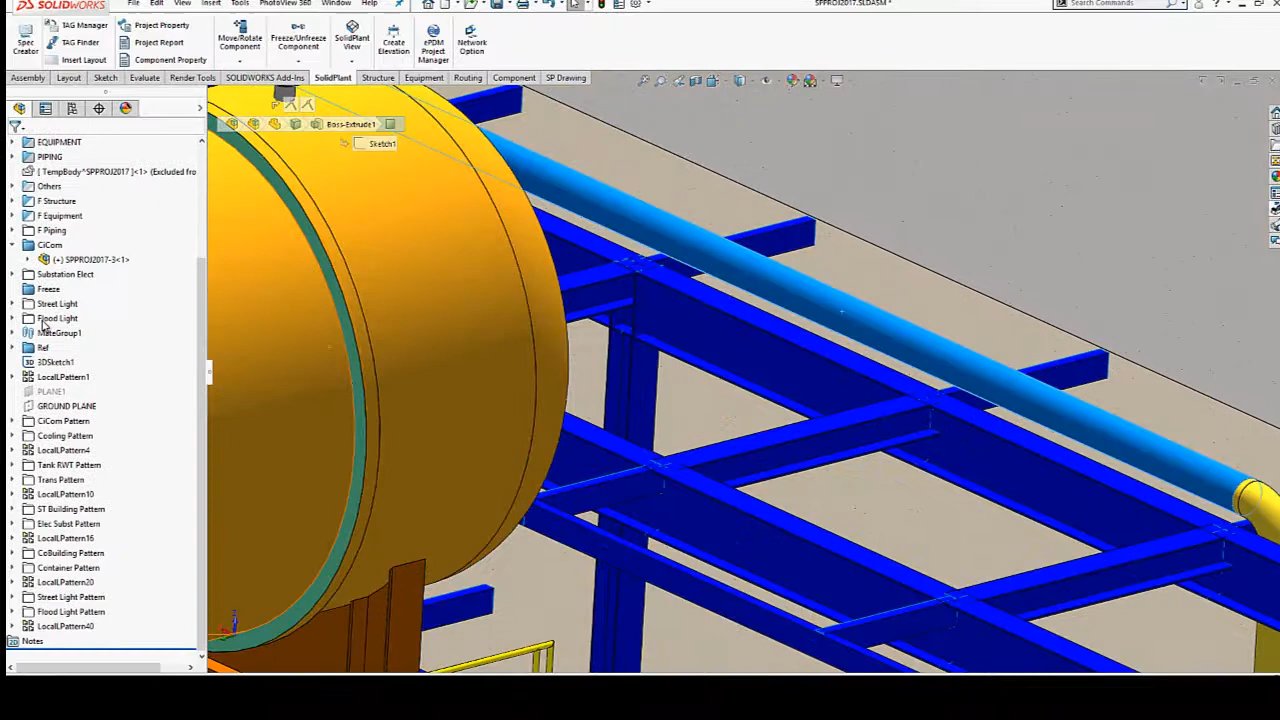 SOLIDWORKS
File Edit View Insert Tools PhotoView 360 Window Help
SPPROJ2017.SLDASM *
Search Commands
Spec Creator
TAG Manager
TAG Finder
Insert Layout
Project Property
Project Report
Component Property
Move/Rotate Component
Freeze/Unfreeze Component
SolidPlant View
Create Elevation
ePDM Project Manager
Network Option
Assembly Layout Sketch Evaluate Render Tools SOLIDWORKS Add-Ins SolidPlant Structure Equipment Routing Component SP Drawing
Boss-Extrude1
Sketch1
EQUIPMENT
PIPING
[ TempBody^SPPROJ2017 ]<1> (Excluded fro
Others
F Structure
F Equipment
F Piping
CiCom
(+) SPPROJ2017-3<1>
Substation Elect
Freeze
Street Light
Flood Light
MateGroup1
Ref
3D 3DSketch1
LocalLPattern1
PLANE1
GROUND PLANE
CiCom Pattern
Cooling Pattern
LocalLPattern4
Tank RWT Pattern
Trans Pattern
LocalLPattern10
ST Building Pattern
Elec Subst Pattern
LocalLPattern16
CoBuilding Pattern
Container Pattern
LocalLPattern20
Street Light Pattern
Flood Light Pattern
LocalLPattern40
Notes